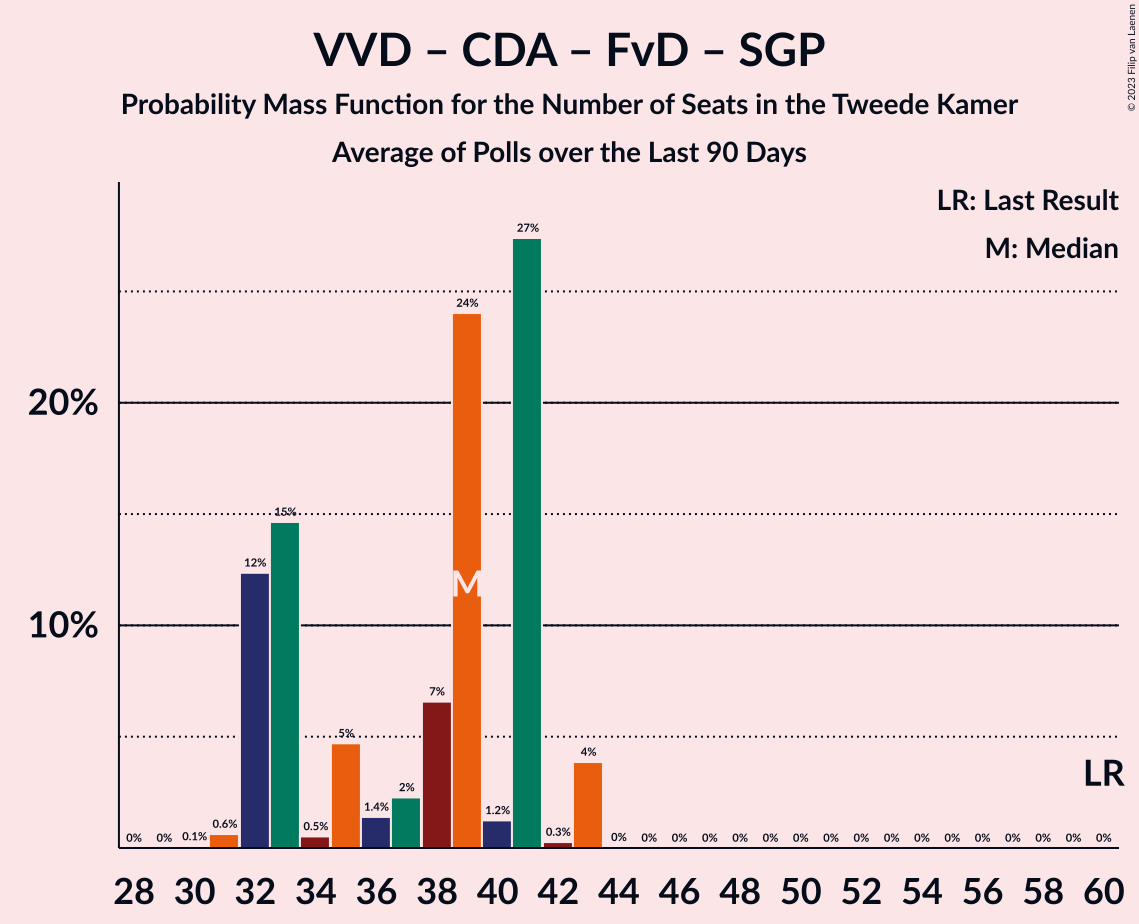 VVD – CDA – FvD – SGP
Probability Mass Function for the Number of Seats in the Tweede Kamer
Average of Polls over the Last 90 Days
© 2023 Filip van Laenen
LR: Last Result
M: Median
20%
10%
0% 0% 0.1% 0.6% 12% 15% 0.5% 5% 1.4% 2% 7% 24% 1.2% 27% 0.3% 4% 0% 0% 0% 0% 0% 0% 0% 0% 0% 0% 0% 0% 0% 0% 0% 0% 0%
M
LR
28 30 32 34 36 38 40 42 44 46 48 50 52 54 56 58 60